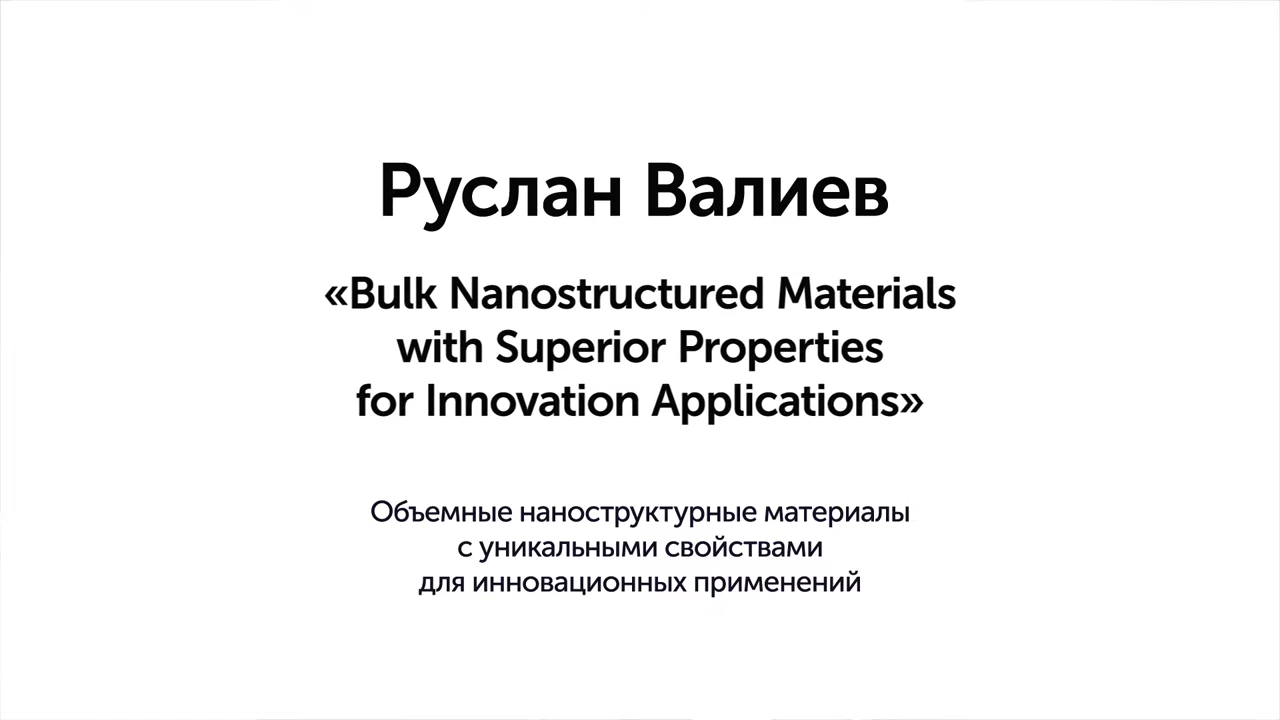 Руслан Валиев
«Bulk Nanostructured Materials
with Superior Properties
for Innovation Applications»
Объемные наноструктурные материалы
с уникальными свойствами
для инновационных применений